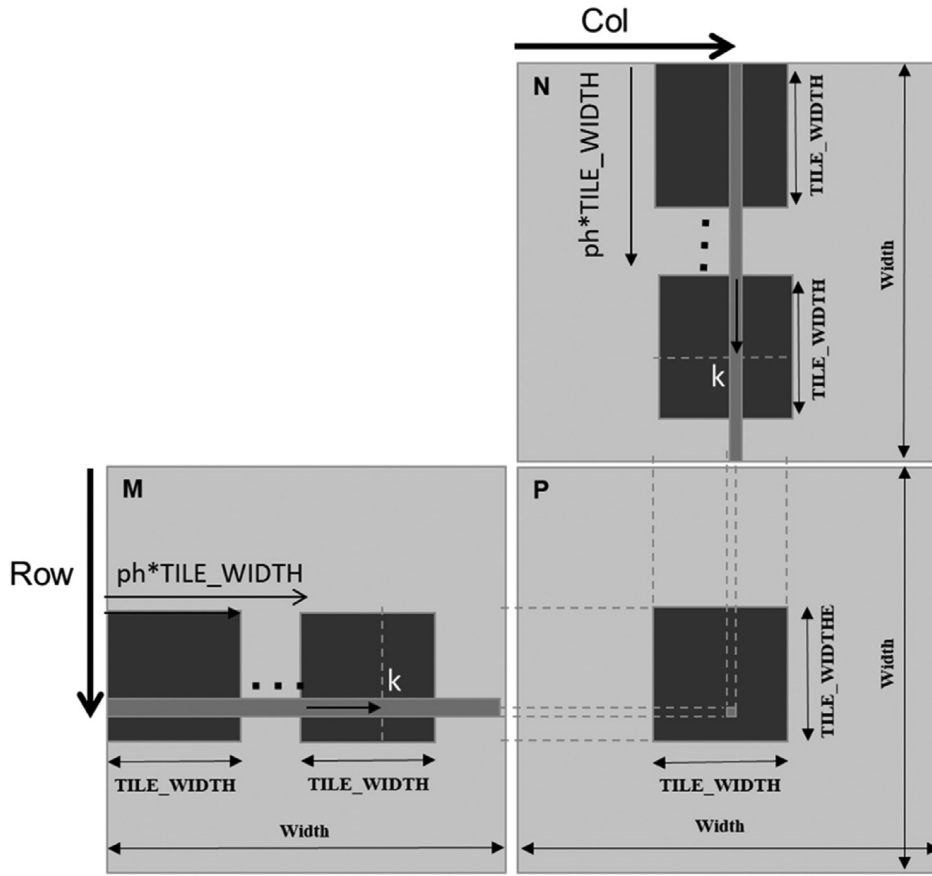 Col
N
ph*TILE_WIDTH
TILE_WIDTH
Width
TILE_WIDTH
k
M
P
Row
ph*TILE_WIDTH
k
TILE_WIDTHE
Width
TILE_WIDTH
TILE_WIDTH
TILE_WIDTH
Width
Width